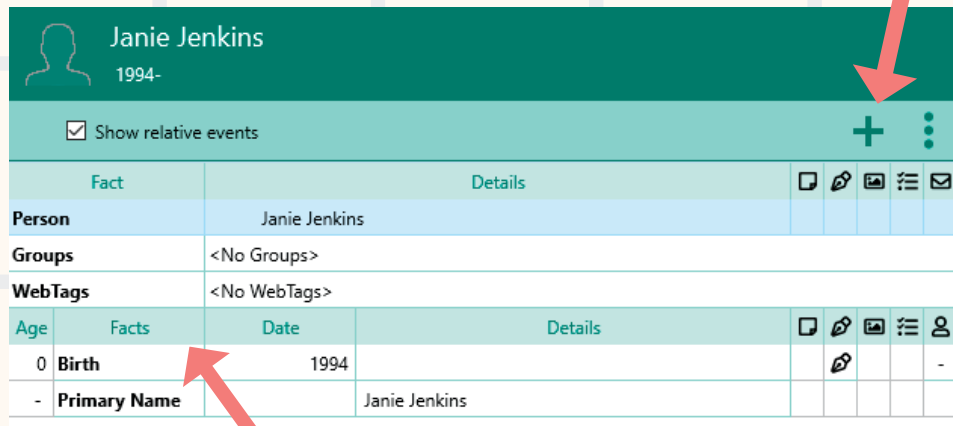 Janie Jenkins
1994-
Show relative events
Fact Details
Person Janie Jenkins
Groups <No Groups>
WebTags <No WebTags>
Age Facts Date Details
0 Birth 1994 -
- Primary Name Janie Jenkins